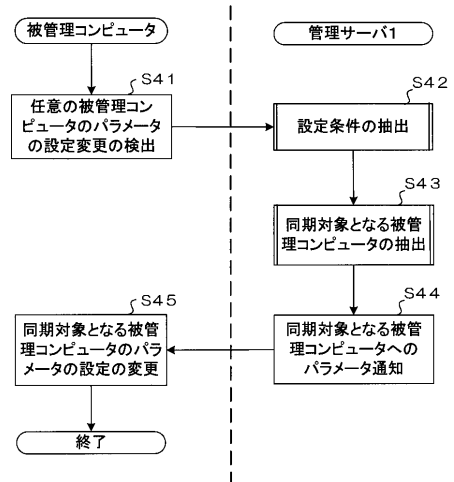 被管理コンピュータ
管理サーバ1
S41
任意の被管理コン
ピュータのパラメータ
の設定変更の検出
S42
設定条件の抽出
S43
同期対象となる被管
理コンピュータの抽出
S44
同期対象となる被管
理コンピュータへの
パラメータ通知
S45
同期対象となる被管
理コンピュータのパラ
メータの設定の変更
終了